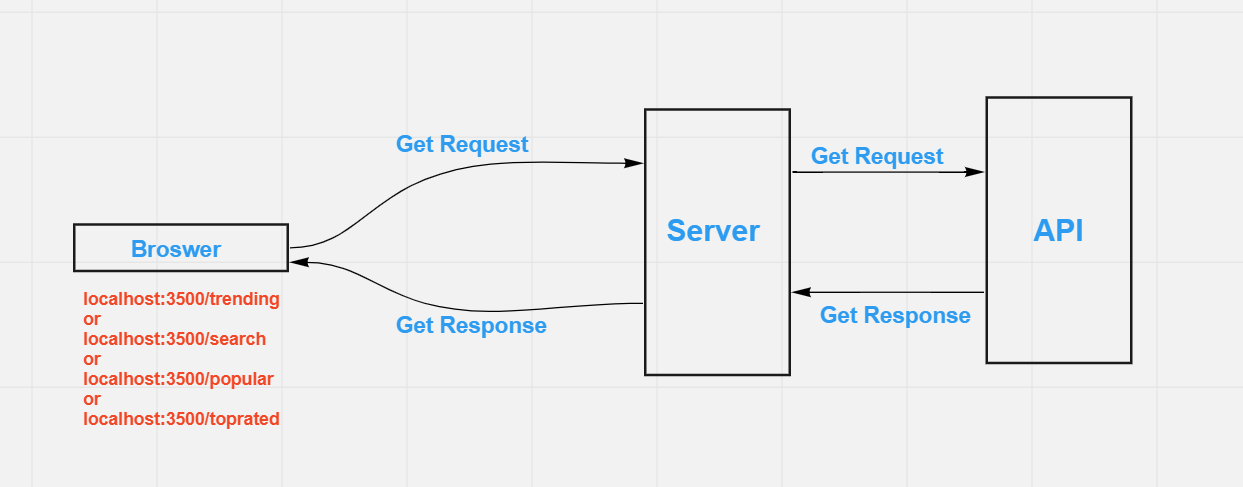 Get Request
Get Request
Server
API
Broswer
localhost:3500/trending
or
localhost:3500/search
or
localhost:3500/popular
or
localhost:3500/toprated
Get Response
Get Response